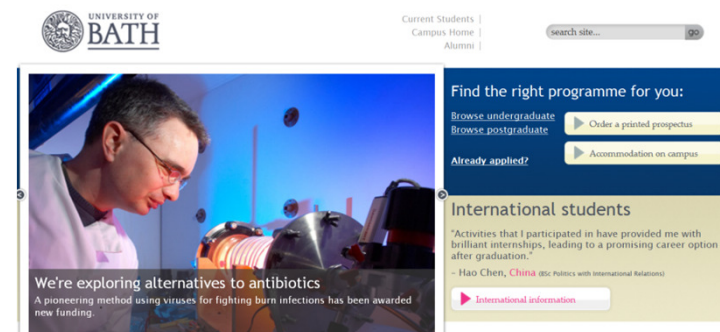 UNIVERSITY OF
BATH
Current Students |
Campus Home |
Alumni |
search site...
go
We're exploring alternatives to antibiotics
A pioneering method using viruses for fighting burn infections has been awarded
new funding.
Find the right programme for you:
Browse undergraduate
Browse postgraduate
Already applied?
Order a printed prospectus
Accommodation on campus
International students
"Activities that I participated in have provided me with
brilliant internships, leading to a promising career option
after graduation."
- Hao Chen, China (BSc Politics with International Relations)
International information